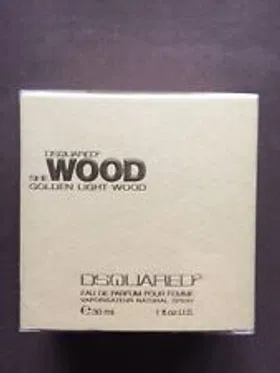 DSQUARED²
SHE WOOD
GOLDEN LIGHT WOOD
DSQUARED²
EAU DE PARFUM POUR FEMME
VAPORISATEUR NATURAL SPRAY
℮ 30 ml 1 fl.oz.U.S.